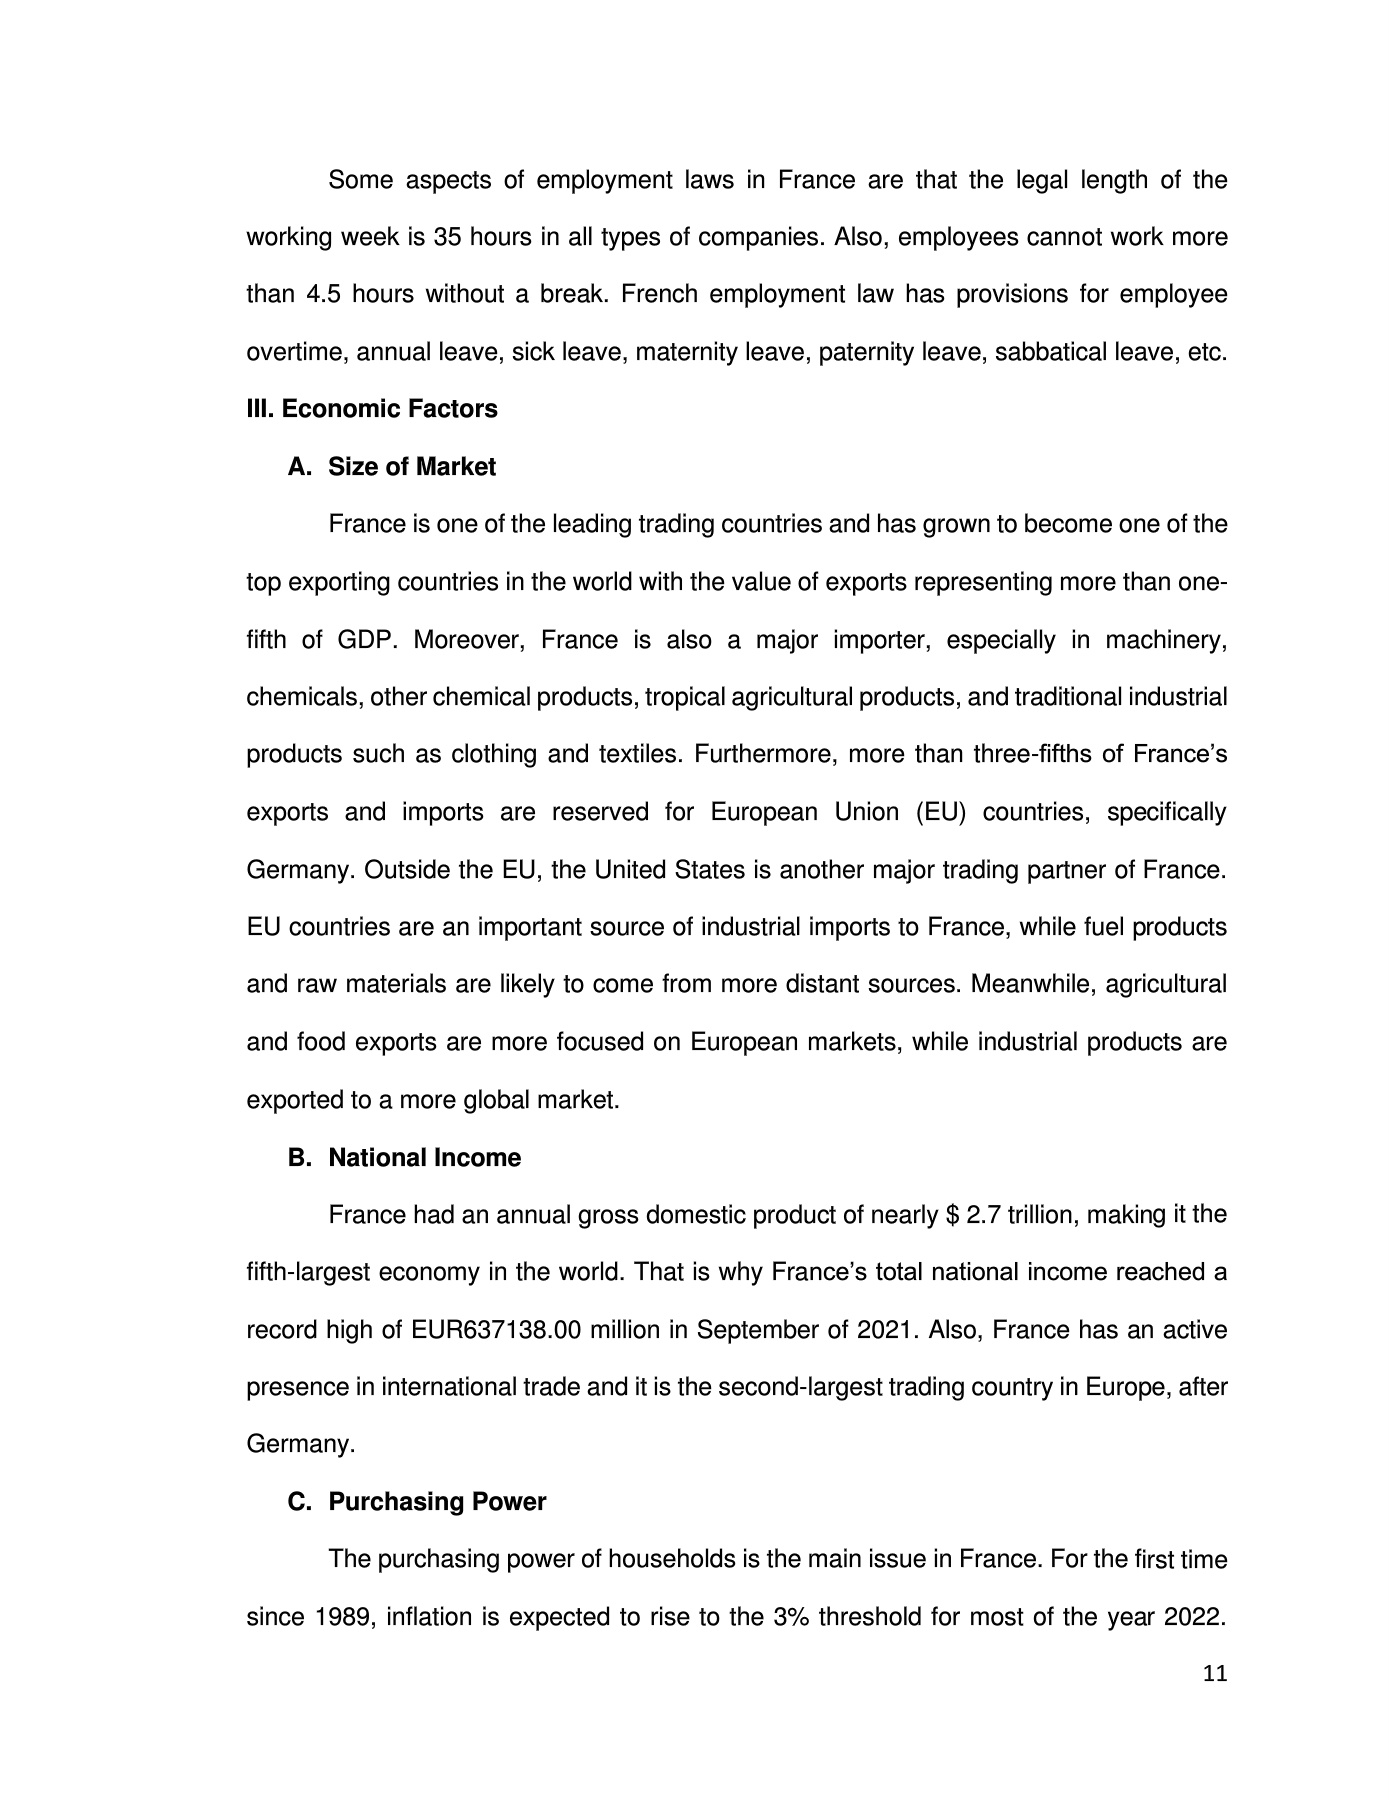 Some aspects of employment laws in France are that the legal length of the
working week is 35 hours in all types of companies. Also, employees cannot work more
than 4.5 hours without a break. French employment law has provisions for employee
overtime, annual leave, sick leave, maternity leave, paternity leave, sabbatical leave, etc.
III. Economic Factors
A. Size of Market
France is one of the leading trading countries and has grown to become one of the
top exporting countries in the world with the value of exports representing more than one-
fifth of GDP. Moreover, France is also a major importer, especially in machinery,
chemicals, other chemical products, tropical agricultural products, and traditional industrial
products such as clothing and textiles. Furthermore, more than three-fifths of France’s
exports and imports are reserved for European Union (EU) countries, specifically
Germany. Outside the EU, the United States is another major trading partner of France.
EU countries are an important source of industrial imports to France, while fuel products
and raw materials are likely to come from more distant sources. Meanwhile, agricultural
and food exports are more focused on European markets, while industrial products are
exported to a more global market.
B. National Income
France had an annual gross domestic product of nearly $ 2.7 trillion, making it the
fifth-largest economy in the world. That is why France’s total national income reached a
record high of EUR637138.00 million in September of 2021. Also, France has an active
presence in international trade and it is the second-largest trading country in Europe, after
Germany.
C. Purchasing Power
The purchasing power of households is the main issue in France. For the first time
since 1989, inflation is expected to rise to the 3% threshold for most of the year 2022.
11